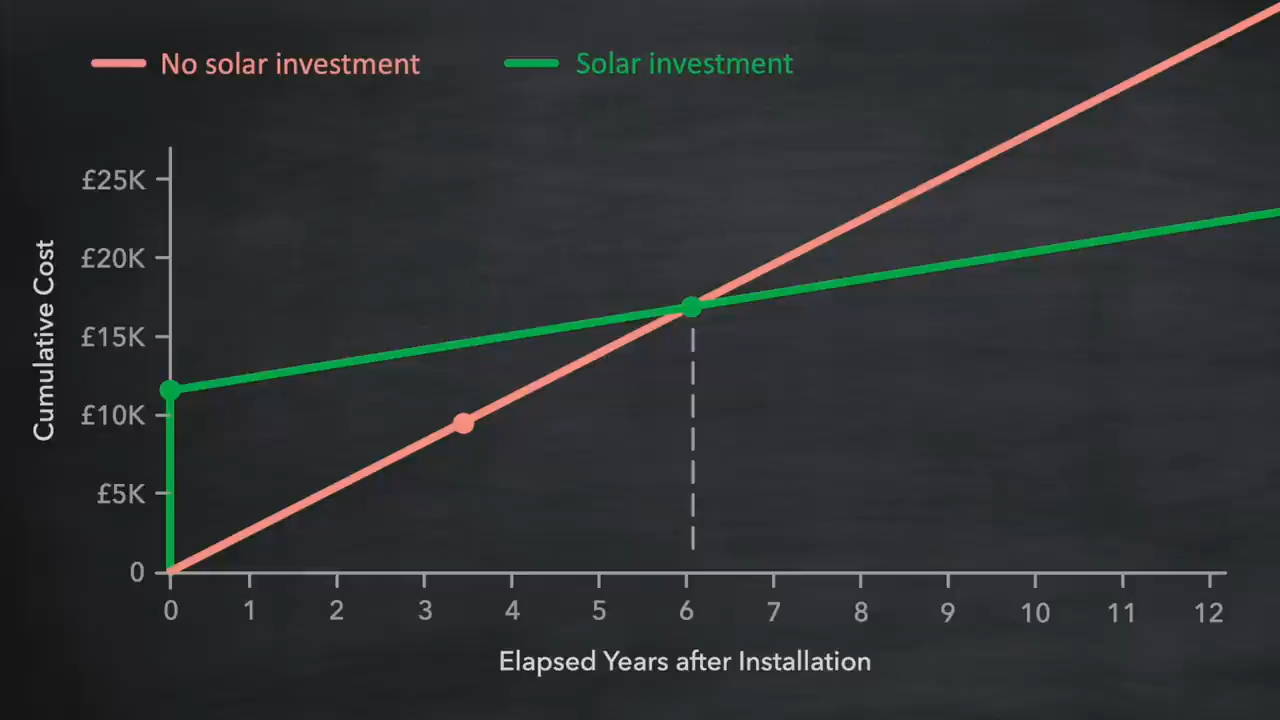 No solar investment
Solar investment
Cumulative Cost
£25K
£20K
£15K
£10K
£5K
0
0 1 2 3 4 5 6 7 8 9 10 11 12
Elapsed Years after Installation